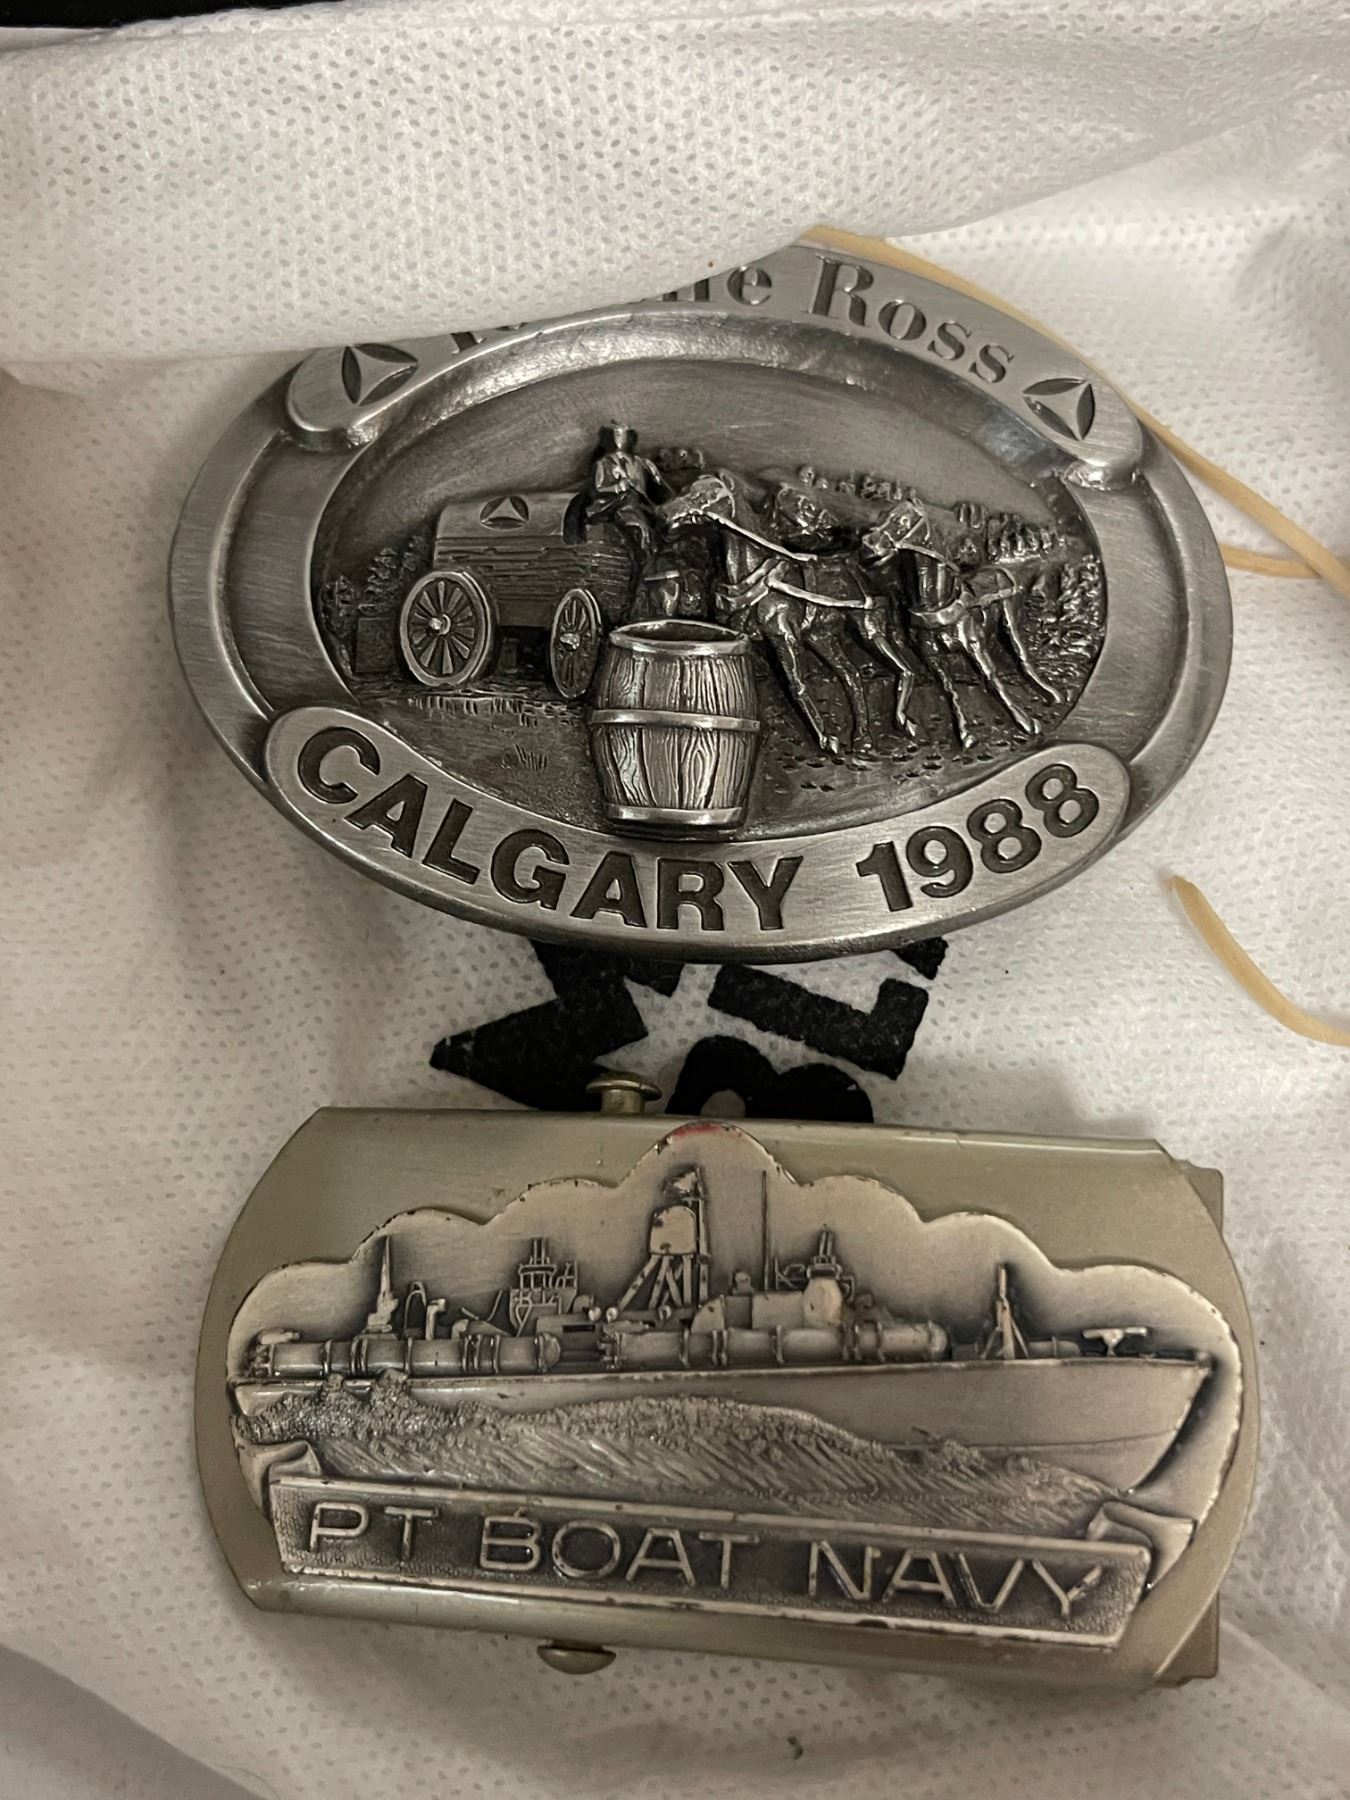 Ross
CALGARY 1988
PT BOAT NAVY